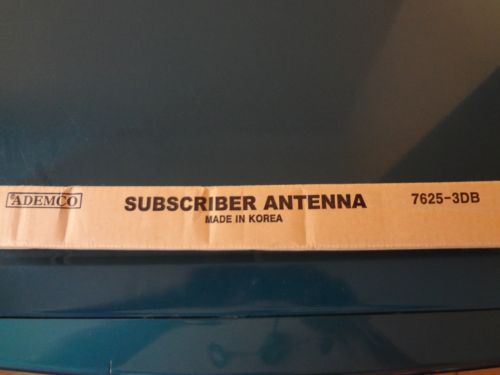 ADEMCO SUBSCRIBER ANTENNA 7625-3DB
MADE IN KOREA